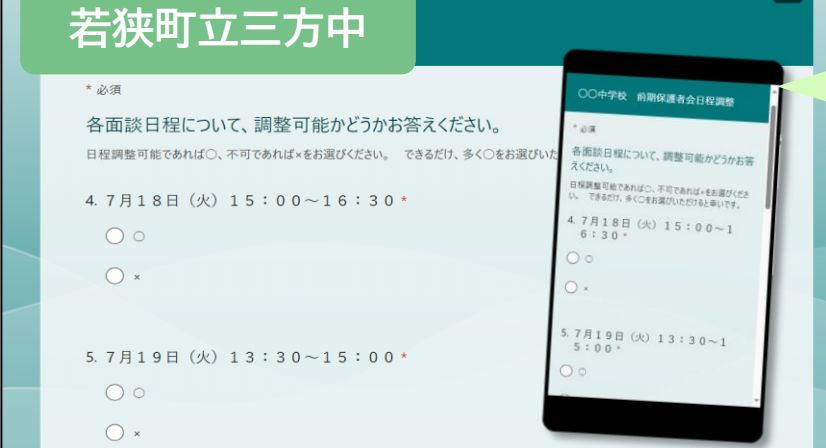 若狭町立三方中
* 必須
各面談日程について、調整可能かどうかお答えください。
日程調整可能であれば○、不可であれば×をお選びください。 できるだけ、多く○をお選びいた
4. 7月18日（火）15：00～16：30 *
○
×
5. 7月19日（火）13：30～15：00 *
○
×
○○中学校 前期保護者会日程調整
* 必須
各面談日程について、調整可能かどうかお答
えください。
日程調整可能であれば○、不可であれば×をお選びくださ
い。 できるだけ、多く○をお選びいただけると幸いです。
4. 7月18日（火）15：00～1
6：30 *
○
×
5. 7月19日（火）13：30～1
5：00 *
○